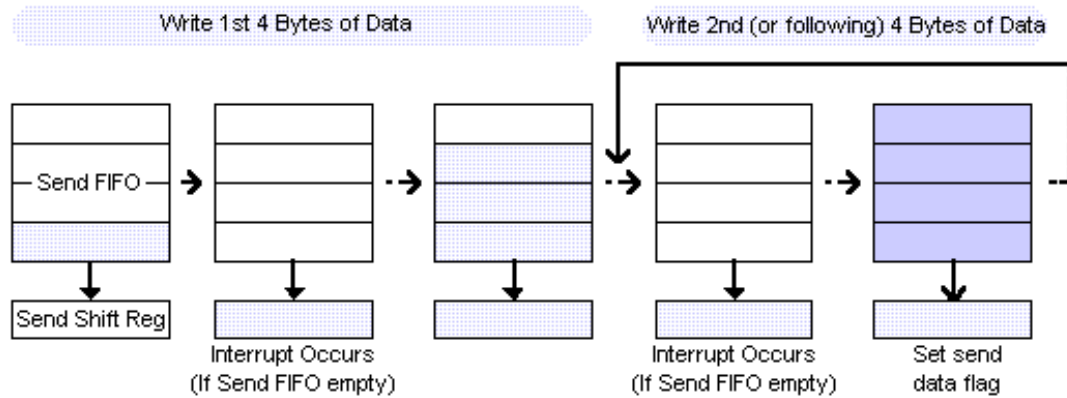 Write 1st 4 Bytes of Data
Write 2nd (or following) 4 Bytes of Data
Send FIFO
Send Shift Reg
Interrupt Occurs
(If Send FIFO empty)
Interrupt Occurs
(If Send FIFO empty)
Set send
data flag